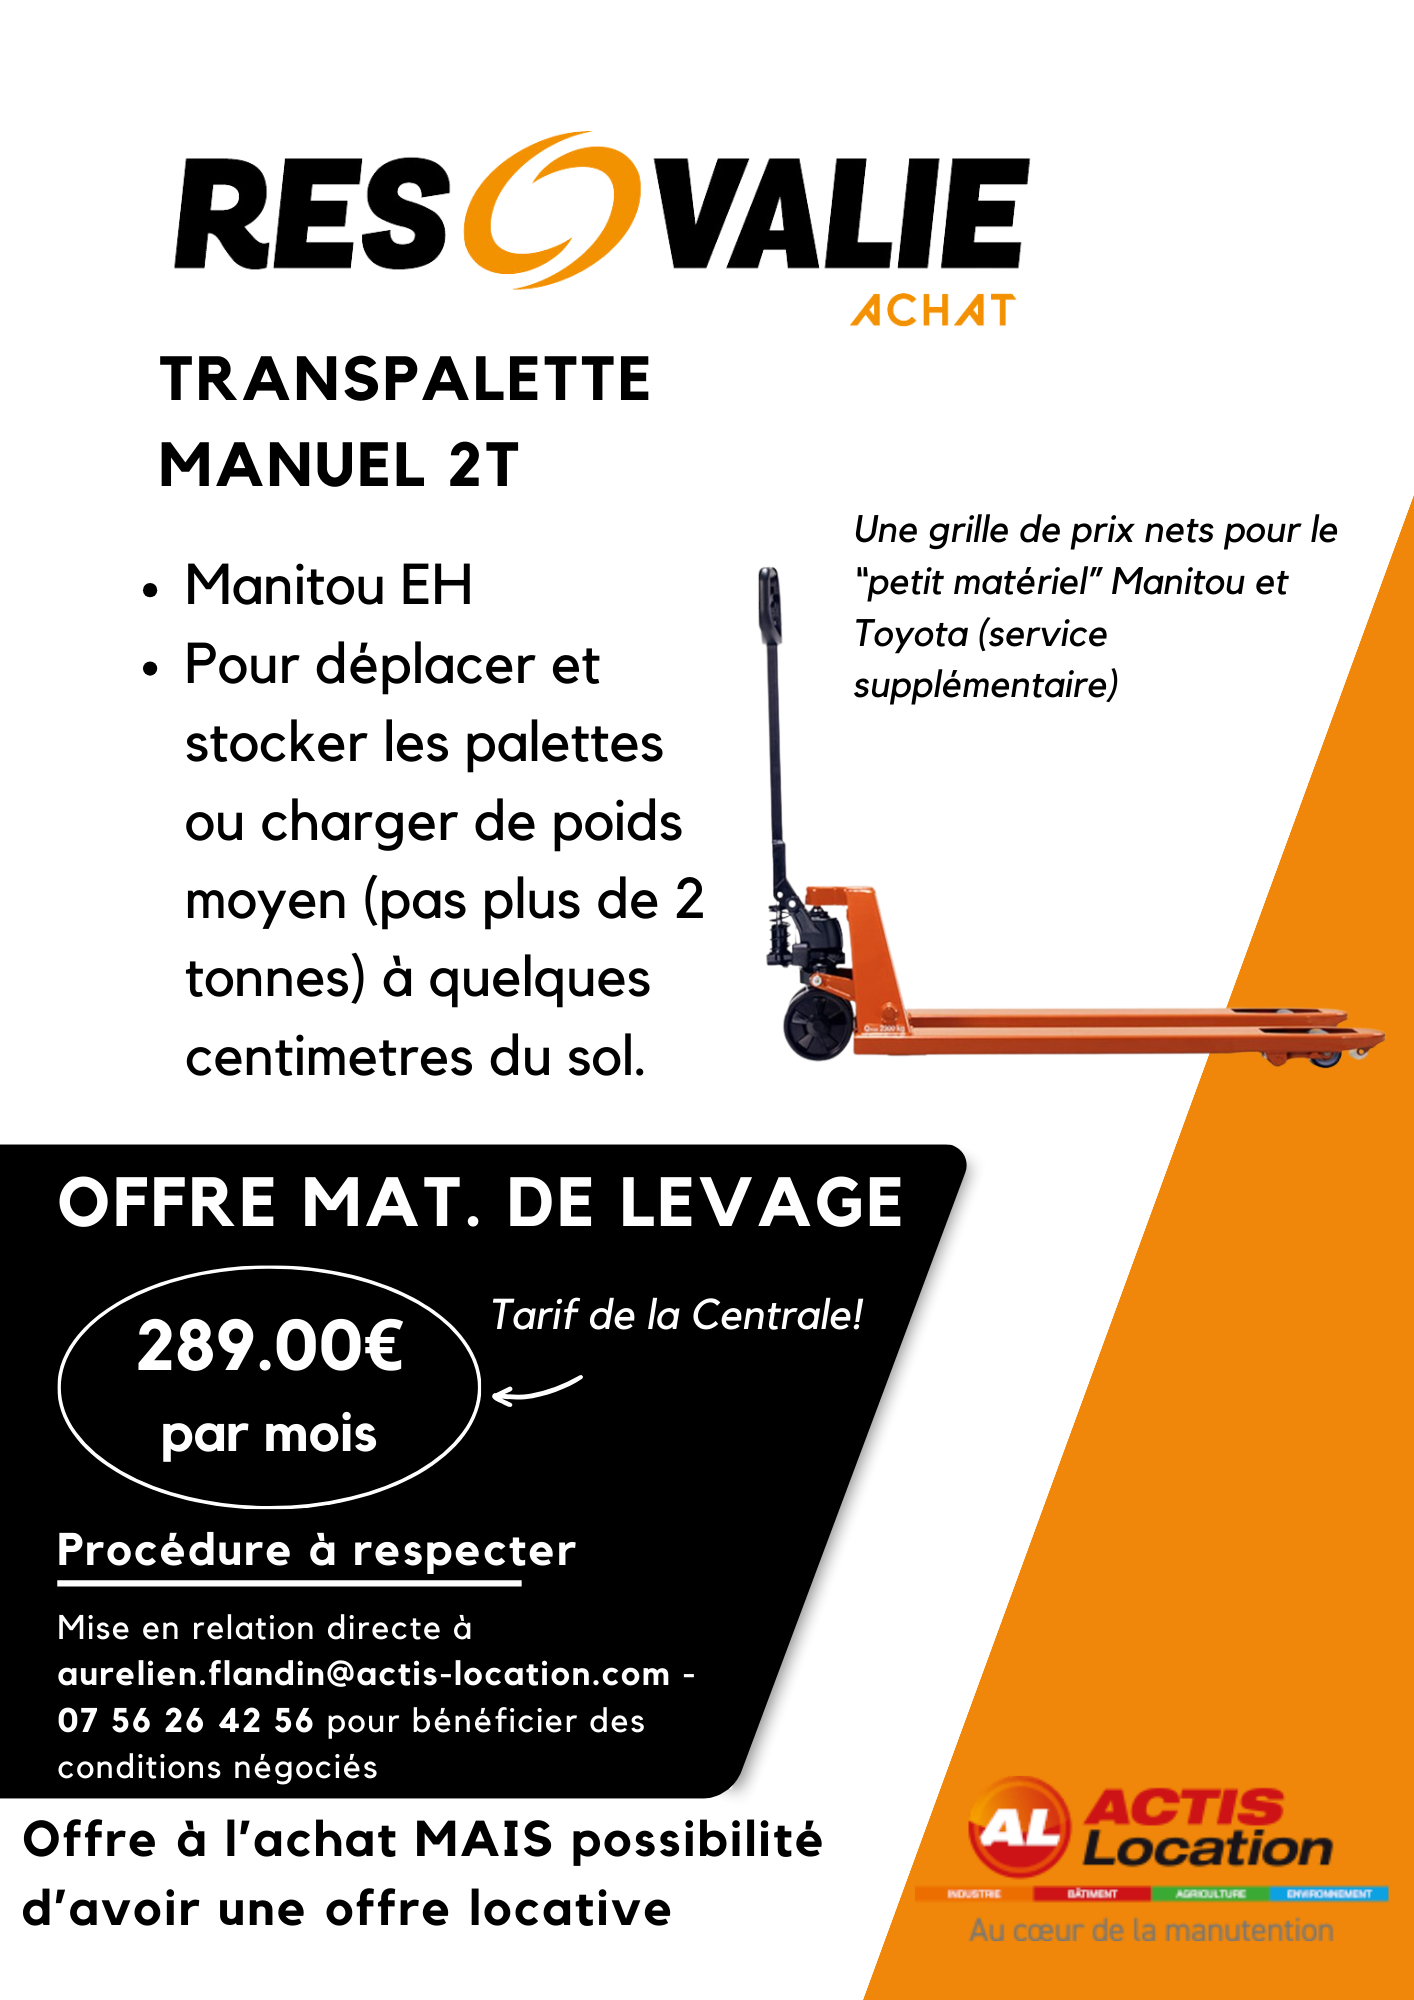 RESOVALIE
ACHAT
TRANSPALETTE
MANUEL 2T
• Manitou EH
• Pour déplacer et
stocker les palettes
ou charger de poids
moyen (pas plus de 2
tonnes) à quelques
centimetres du sol.
Une grille de prix nets pour le
“petit matériel” Manitou et
Toyota (service
supplémentaire)
OFFRE MAT. DE LEVAGE
289.00€
par mois
Tarif de la Centrale!
Procédure à respecter
Mise en relation directe à
aurelien.flandin@actis-location.com -
07 56 26 42 56 pour bénéficier des
conditions négociés
Offre à l’achat MAIS possibilité
d’avoir une offre locative
AL ACTIS
Location
INDUSTRIE BÂTIMENT AGRICULTURE ENVIRONNEMENT
Au cœur de la manutention